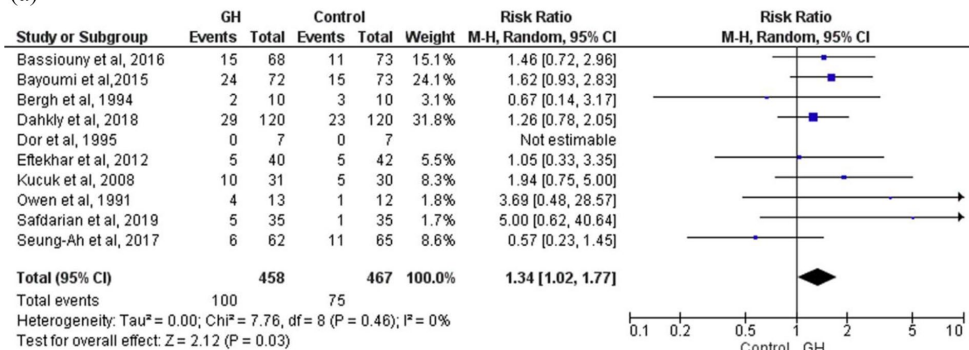 (a)
GH Control Risk Ratio Risk Ratio
Study or Subgroup Events Total Events Total Weight M-H, Random, 95% CI M-H, Random, 95% CI
Bassiouny et al, 2016 15 68 11 73 15.1% 1.46 [0.72, 2.96]
Bayoumi et al,2015 24 72 15 73 24.1% 1.62 [0.93, 2.83]
Bergh et al, 1994 2 10 3 10 3.1% 0.67 [0.14, 3.17]
Dahkly et al, 2018 29 120 23 120 31.8% 1.26 [0.78, 2.05]
Dor et al, 1995 0 7 0 7 Not estimable
Eftekhar et al, 2012 5 40 5 42 5.5% 1.05 [0.33, 3.35]
Kucuk et al, 2008 10 31 5 30 8.3% 1.94 [0.75, 5.00]
Owen et al, 1991 4 13 1 12 1.8% 3.69 [0.48, 28.57]
Safdarian et al, 2019 5 35 1 35 1.7% 5.00 [0.62, 40.64]
Seung-Ah et al, 2017 6 62 11 65 8.6% 0.57 [0.23, 1.45]
Total (95% CI) 458 467 100.0% 1.34 [1.02, 1.77]
Total events 100 75
Heterogeneity: Tau² = 0.00; Chi² = 7.76, df = 8 (P = 0.46); I² = 0%
Test for overall effect: Z = 2.12 (P = 0.03)
0.1 0.2 0.5 1 2 5 10
Control GH